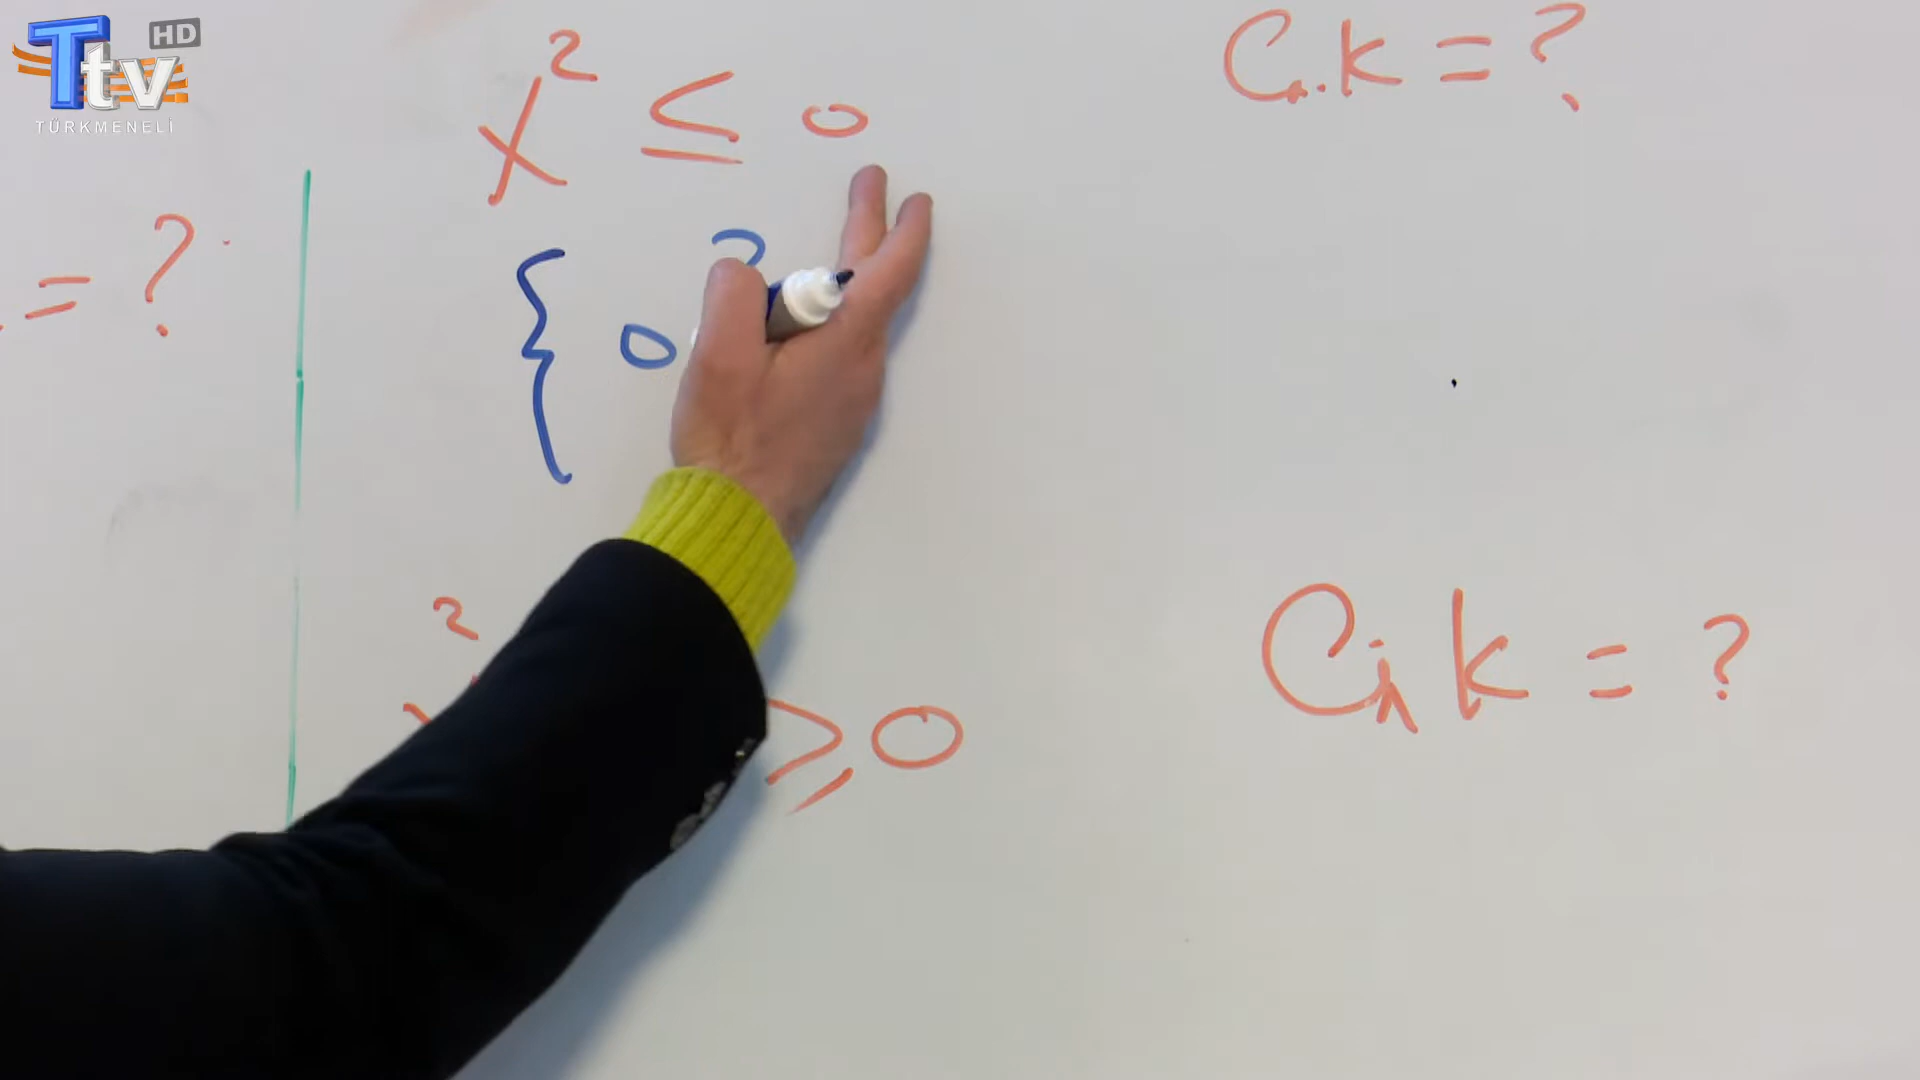 HD
Ttv
TÜRKMENELİ
x² ≤ 0
Ç.k = ?
= ?
{ 0
2
≥ 0
Ç.k = ?